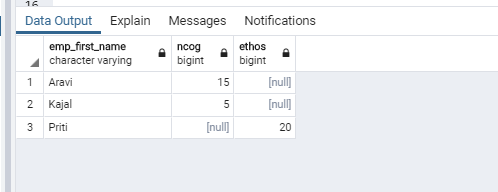 16
Data Output Explain Messages Notifications
emp_first_name ncog ethos
character varying bigint bigint
1 Aravi 15 [null]
2 Kajal 5 [null]
3 Priti [null] 20